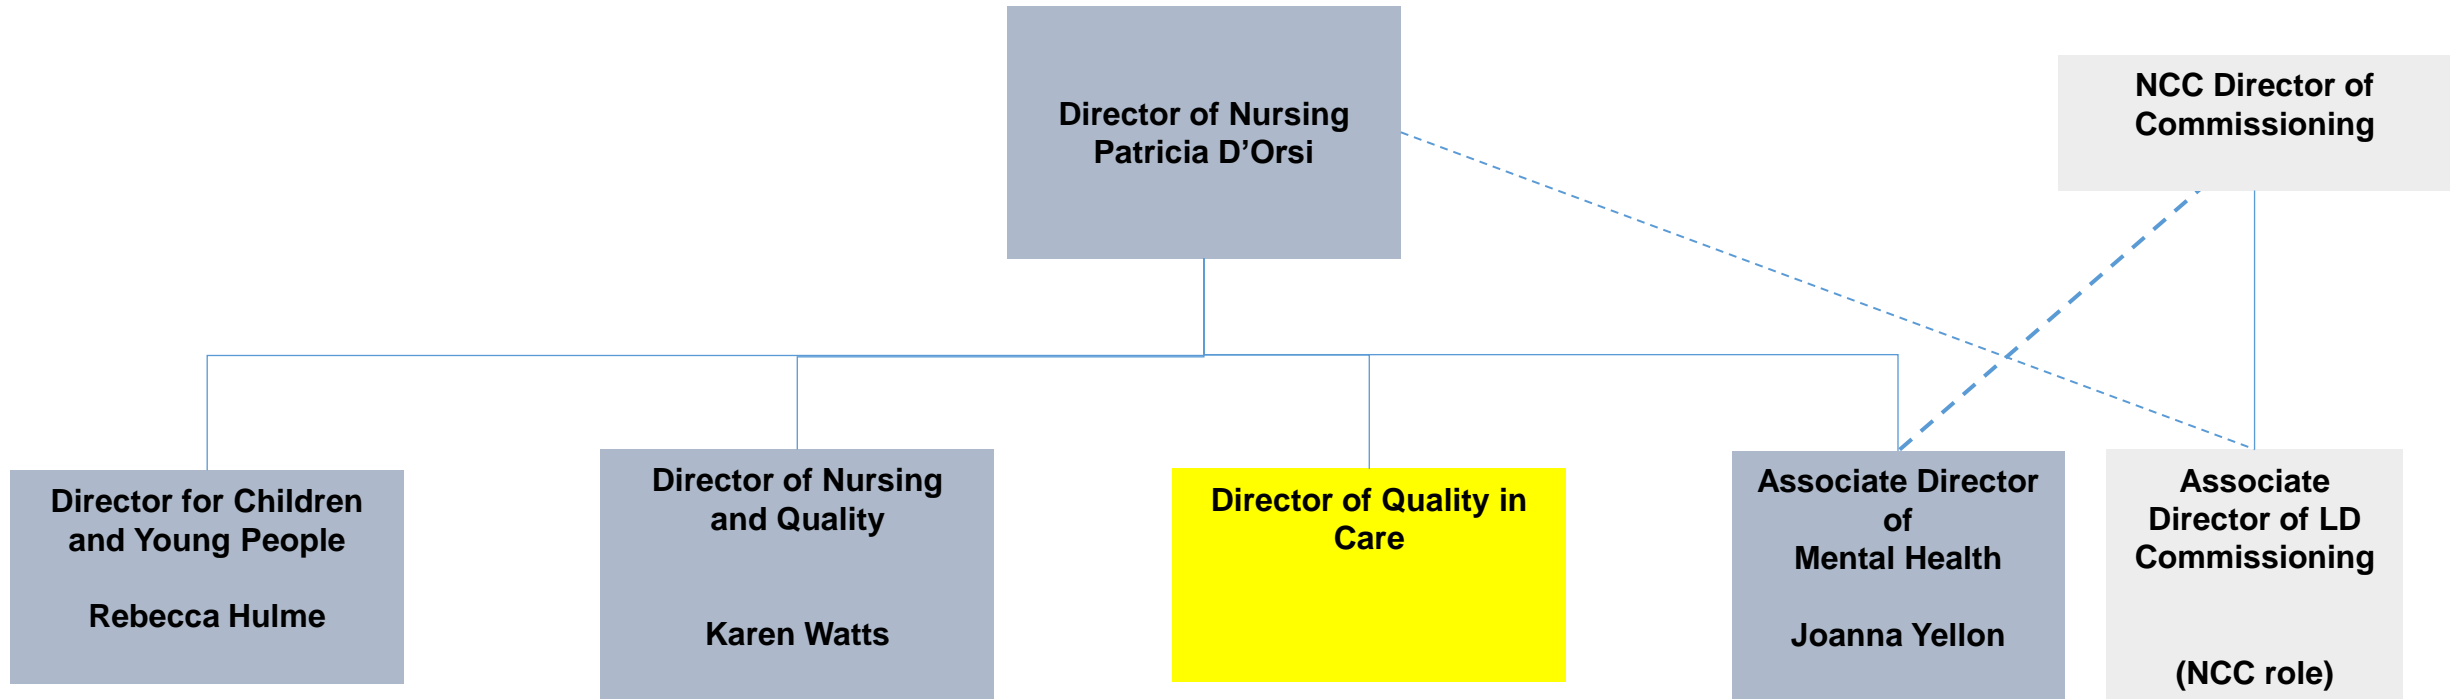 Director of Nursing
Patricia D’Orsi
NCC Director of
Commissioning
Director for Children
and Young People
Rebecca Hulme
Director of Nursing
and Quality
Karen Watts
Director of Quality in
Care
Associate Director
of
Mental Health
Joanna Yellon
Associate
Director of LD
Commissioning
(NCC role)